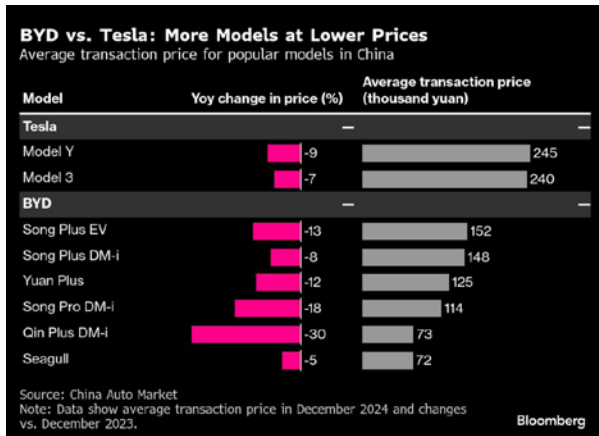 BYD vs. Tesla: More Models at Lower Prices
Average transaction price for popular models in China
Model Yoy change in price (%) Average transaction price (thousand yuan)
Tesla — —
Model Y -9 245
Model 3 -7 240
BYD — —
Song Plus EV -13 152
Song Plus DM-i -8 148
Yuan Plus -12 125
Song Pro DM-i -18 114
Qin Plus DM-i -30 73
Seagull -5 72
Source: China Auto Market
Note: Data show average transaction price in December 2024 and changes
vs. December 2023.
Bloomberg